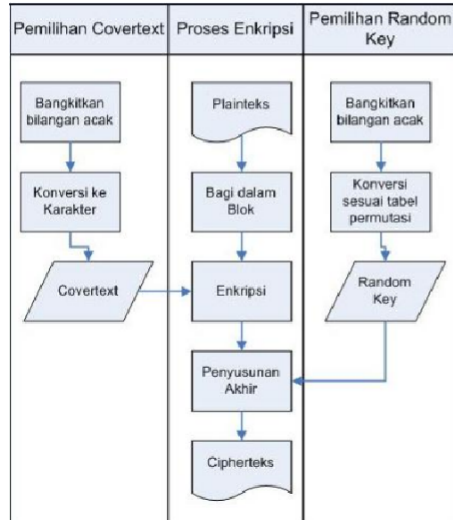 Pemilihan Covertext
Proses Enkripsi
Pemilihan Random
Key
Bangkitkan
bilangan acak
Konversi ke
Karakter
Covertext
Plainteks
Bagi dalam
Blok
Enkripsi
Penyusunan
Akhir
Cipherteks
Bangkitkan
bilangan acak
Konversi
sesuai tabel
permutasi
Random
Key